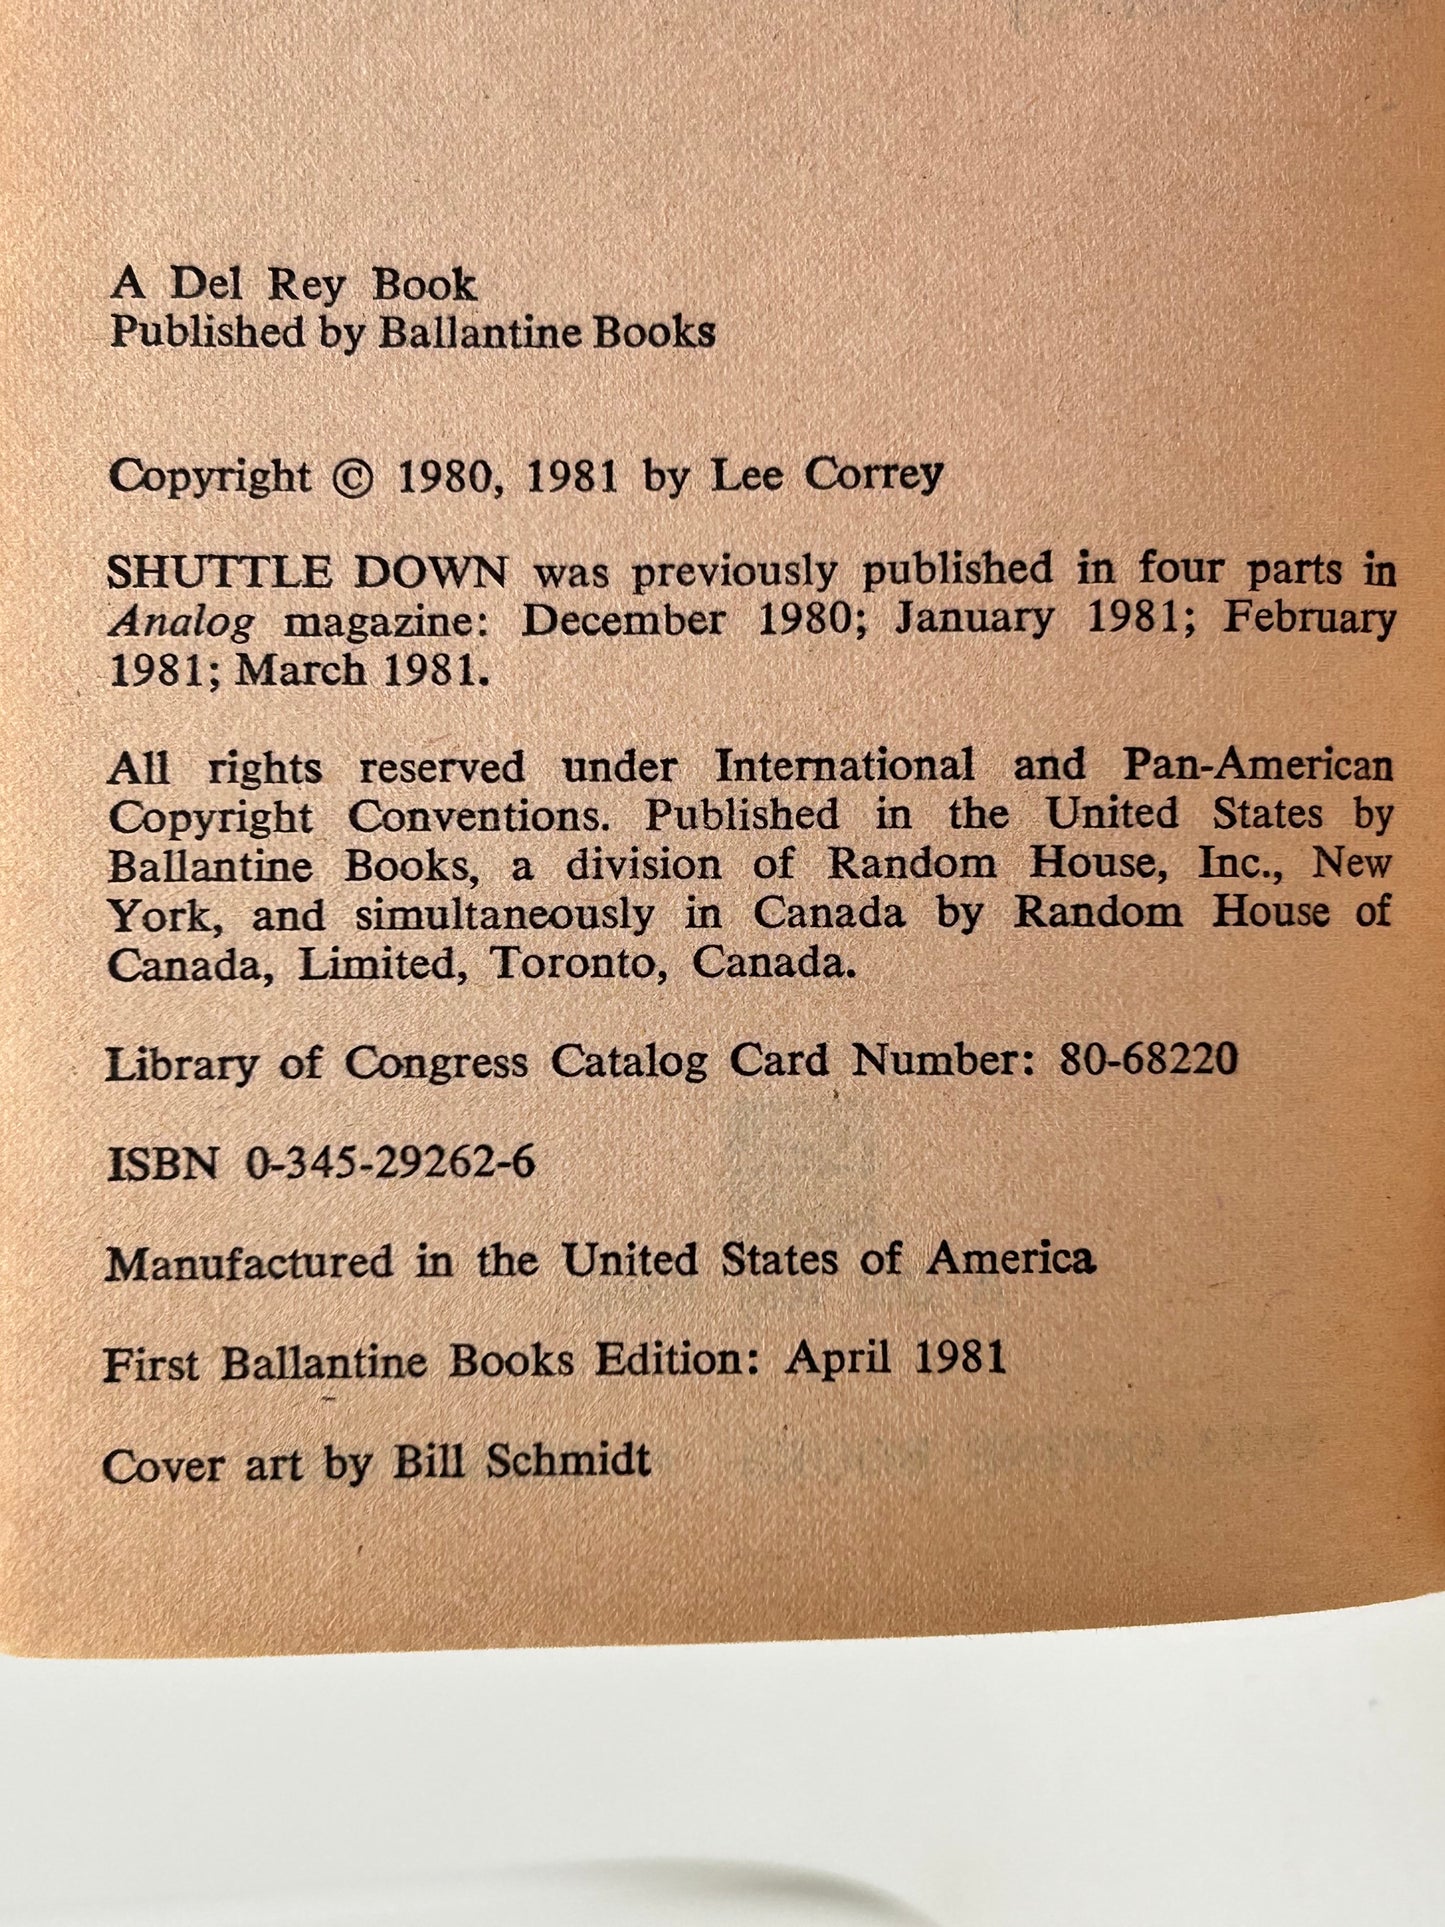 A Del Rey Book
Published by Ballantine Books
Copyright © 1980, 1981 by Lee Correy
SHUTTLE DOWN was previously published in four parts in
Analog magazine: December 1980; January 1981; February
1981; March 1981.
All rights reserved under International and Pan-American
Copyright Conventions. Published in the United States by
Ballantine Books, a division of Random House, Inc., New
York, and simultaneously in Canada by Random House of
Canada, Limited, Toronto, Canada.
Library of Congress Catalog Card Number: 80-68220
ISBN 0-345-29262-6
Manufactured in the United States of America
First Ballantine Books Edition: April 1981
Cover art by Bill Schmidt